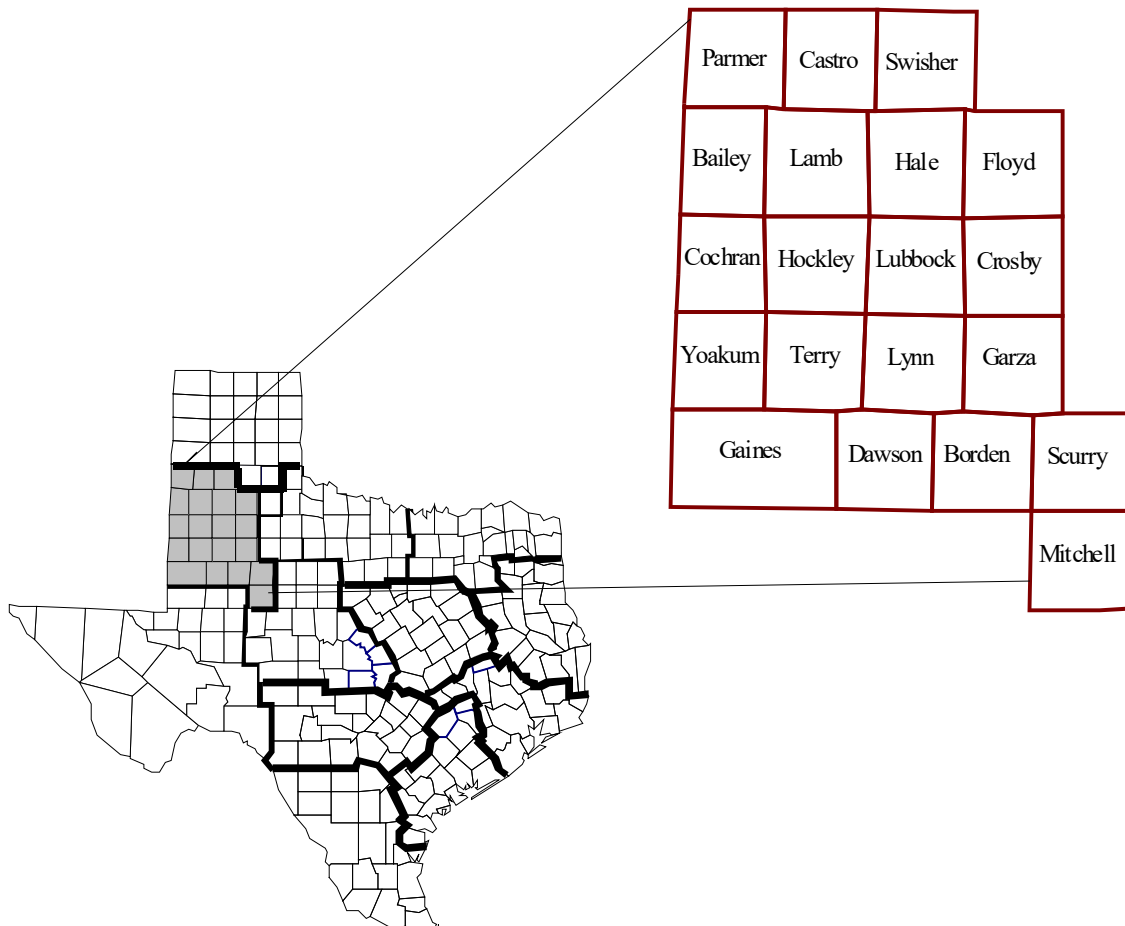 Parmer Castro Swisher
Bailey Lamb Hale Floyd
Cochran Hockley Lubbock Crosby
Yoakum Terry Lynn Garza
Gaines Dawson Borden Scurry
Mitchell